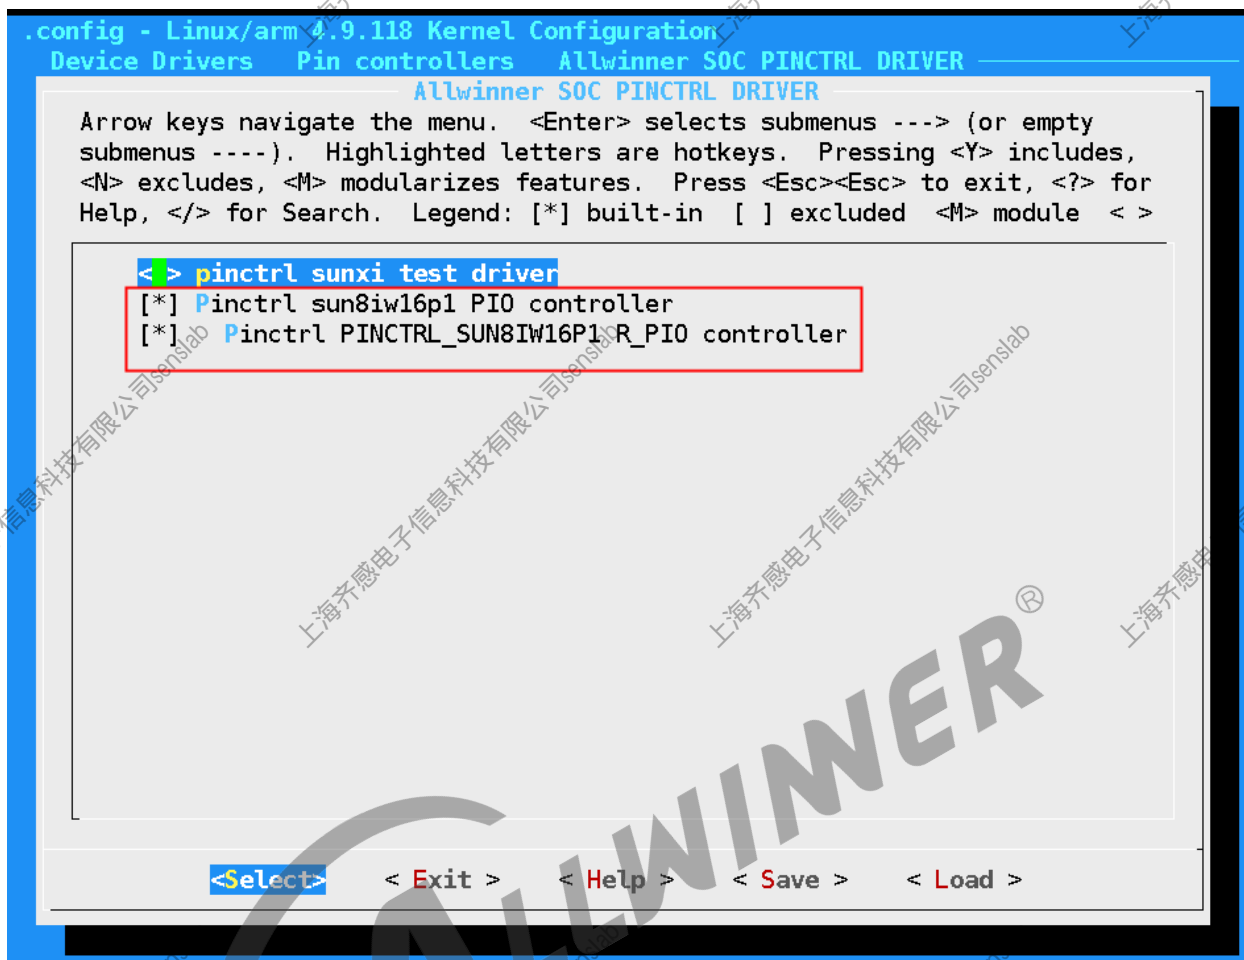 .config - Linux/arm 4.9.118 Kernel Configuration
Device Drivers Pin controllers Allwinner SOC PINCTRL DRIVER
Allwinner SOC PINCTRL DRIVER
Arrow keys navigate the menu. <Enter> selects submenus ---> (or empty
submenus ----). Highlighted letters are hotkeys. Pressing <Y> includes,
<N> excludes, <M> modularizes features. Press <Esc><Esc> to exit, <?> for
Help, </> for Search. Legend: [*] built-in [ ] excluded <M> module < >
< > pinctrl sunxi test driver
[*] Pinctrl sun8iw16p1 PIO controller
[*] Pinctrl PINCTRL_SUN8IW16P1 R_PIO controller
上海齐感电子信息科技有限公司senslab
上海齐感电子信息科技有限公司senslab
ALLWINNER®
<Select> < Exit > < Help > < Save > < Load >